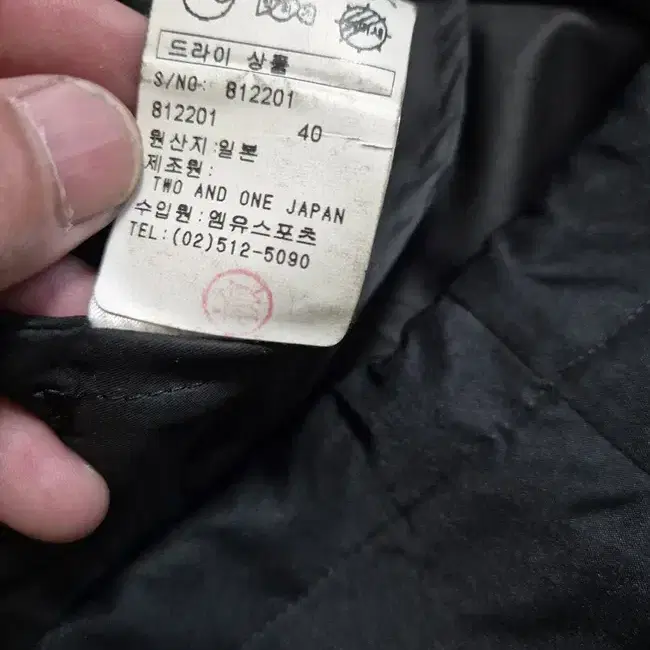 드라이 상품
S/NO: 812201
812201 40
원산지:일본
제조원:
TWO AND ONE JAPAN
수입원:엠유스포츠
TEL:(02)512-5090